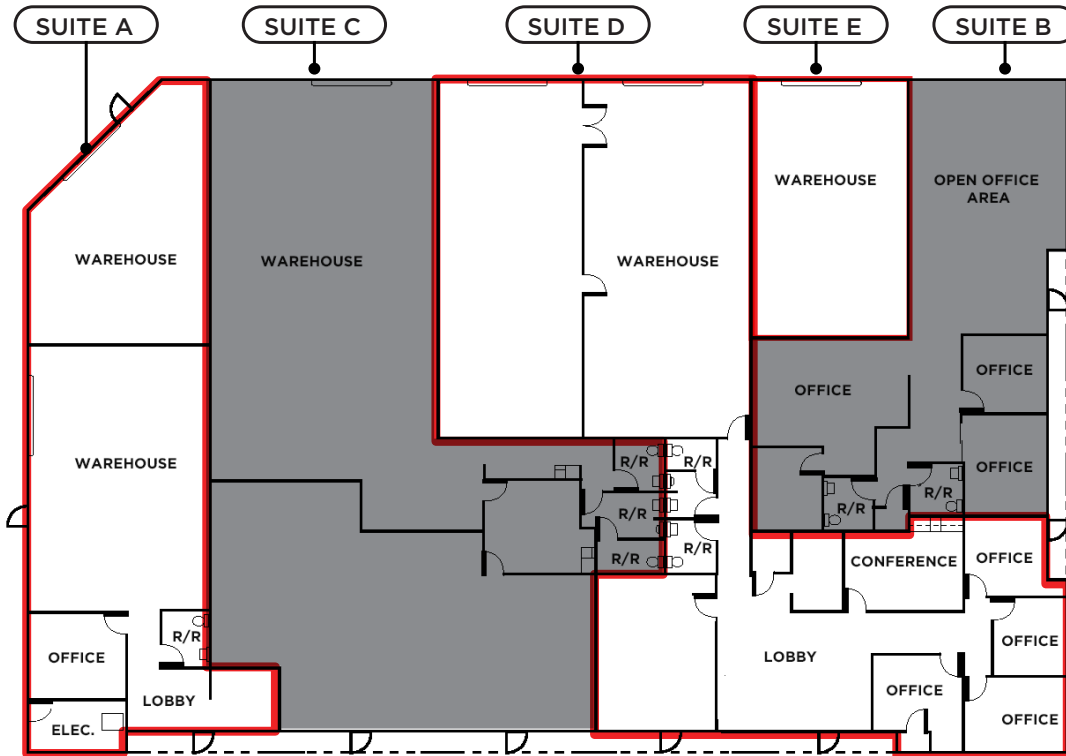 SUITE A
SUITE C
SUITE D
SUITE E
SUITE B
WAREHOUSE
OPEN OFFICE
AREA
WAREHOUSE
WAREHOUSE
WAREHOUSE
OFFICE
OFFICE
WAREHOUSE
R/R
R/R
OFFICE
R/R
R/R
R/R
R/R
R/R
CONFERENCE
OFFICE
R/R
OFFICE
LOBBY
OFFICE
OFFICE
LOBBY
ELEC.
OFFICE